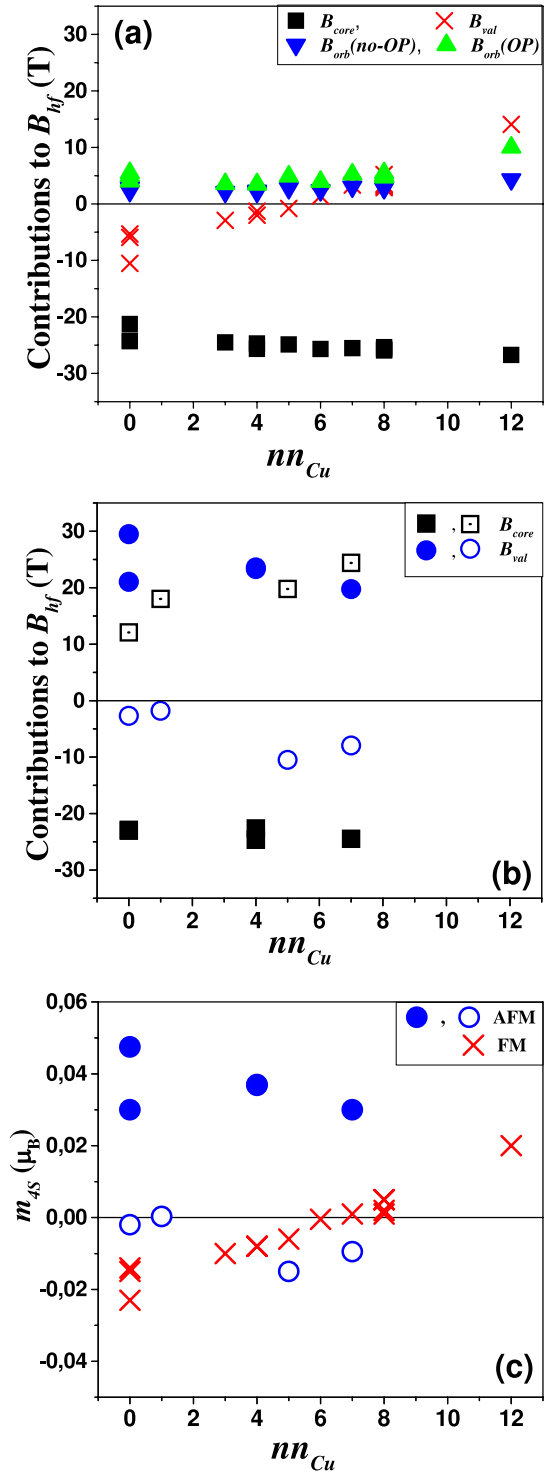 (a)
B_core,
B_val
B_orb(no-OP),
B_orb(OP)
Contributions to B_hf (T)
30
20
10
0
-10
-20
-30
0 2 4 6 8 10 12
nn_Cu
, B_core
B_val
Contributions to B_hf (T)
30
20
10
0
-10
-20
-30
(b)
0 2 4 6 8 10 12
nn_Cu
, AFM
FM
m_4S (μ_B)
0,06
0,04
0,02
0,00
-0,02
-0,04
(c)
0 2 4 6 8 10 12
nn_Cu